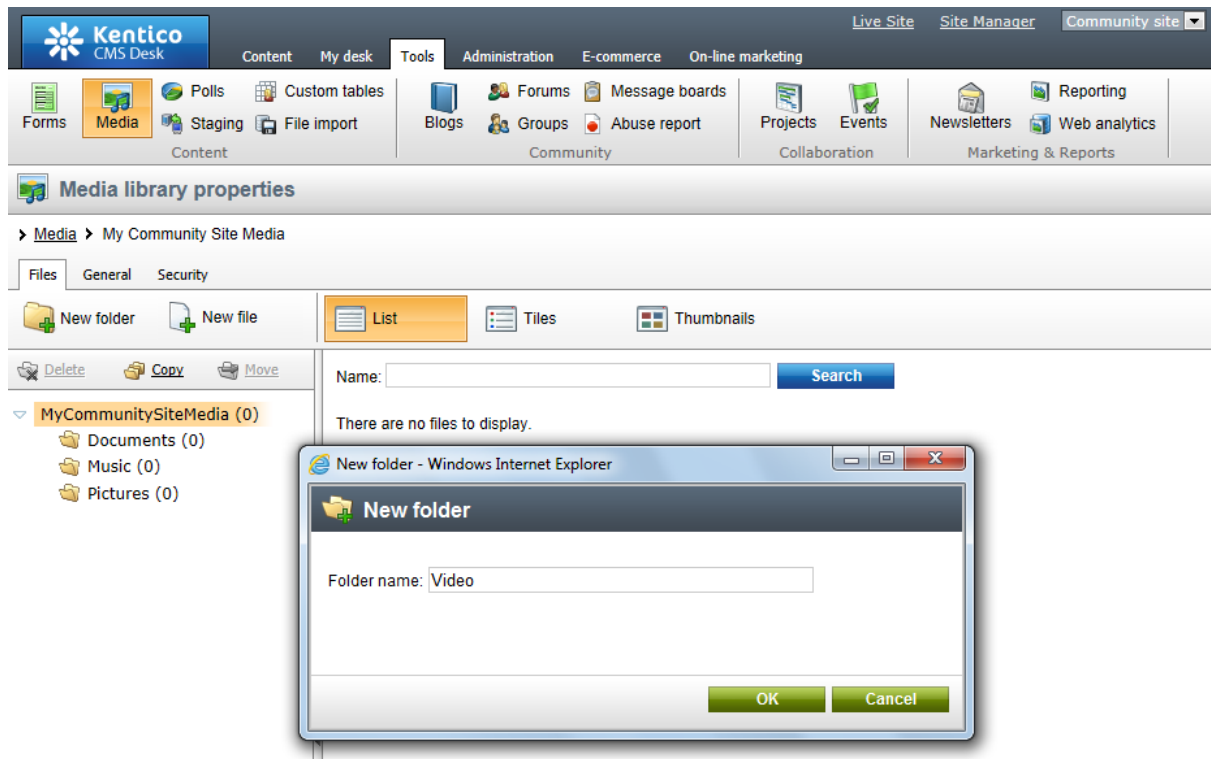 Live Site Site Manager Community site
Kentico
CMS Desk
Content My desk Tools Administration E-commerce On-line marketing
Forms Media Polls Custom tables Blogs Forums Message boards Projects Events Newsletters Reporting
Staging File import Groups Abuse report Web analytics
Content Community Collaboration Marketing & Reports
Media library properties
Media My Community Site Media
Files General Security
New folder New file List Tiles Thumbnails
Delete Copy Move
Name: Search
MyCommunitySiteMedia (0)
There are no files to display.
Documents (0)
Music (0)
Pictures (0)
New folder - Windows Internet Explorer
New folder
Folder name: Video
OK Cancel